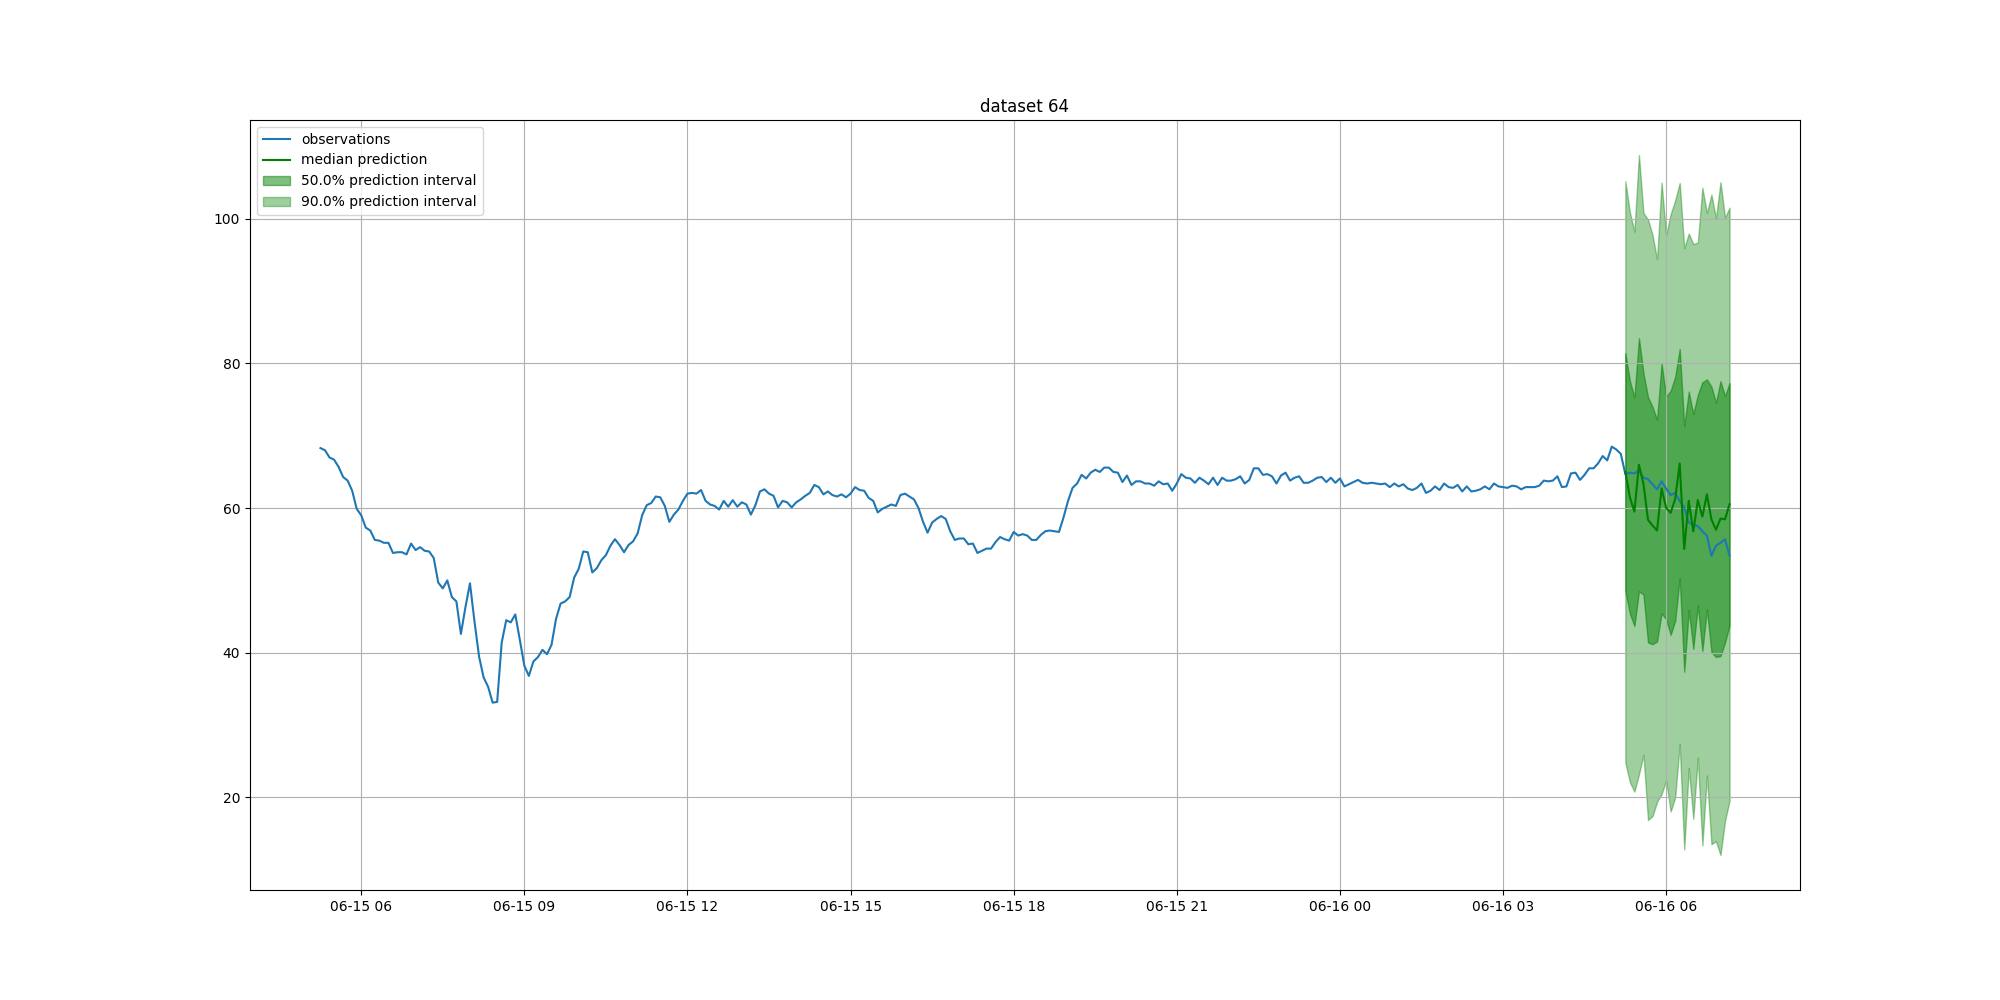 dataset 64
observations
median prediction
50.0% prediction interval
90.0% prediction interval
100
80
60
40
20
06-15 06 06-15 09 06-15 12 06-15 15 06-15 18 06-15 21 06-16 00 06-16 03 06-16 06